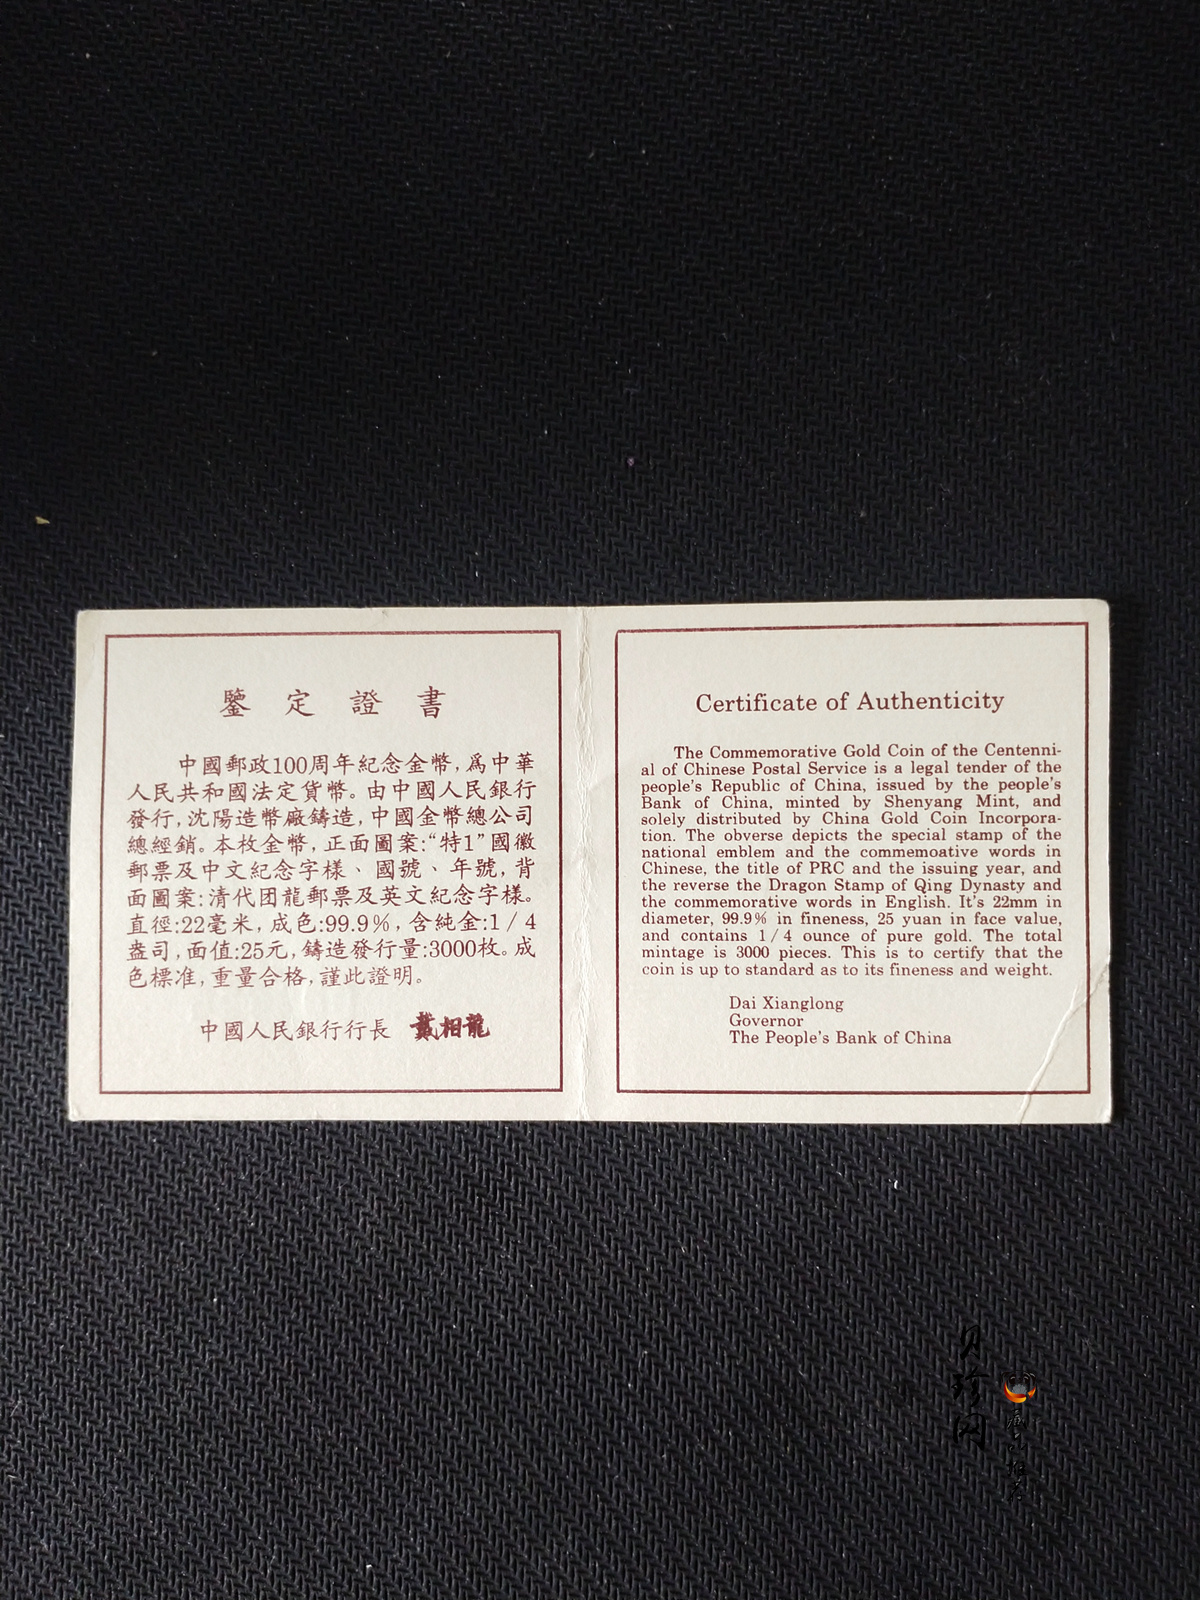 鑒定證書
中國郵政100周年紀念金幣,爲中華
人民共和國法定貨幣。由中國人民銀行
發行,沈陽造幣廠鑄造,中國金幣總公司
總經銷。本枚金幣,正面圖案:“特1”國徽
郵票及中文紀念字樣、國號、年號,背
面圖案:清代团龍郵票及英文紀念字樣。
直徑:22毫米,成色:99.9%,含純金:1/4
盎司,面值:25元,鑄造發行量:3000枚。成
色標准,重量合格,謹此證明。
中國人民銀行行長 戴相龍
Certificate of Authenticity
The Commemorative Gold Coin of the Centenni-
al of Chinese Postal Service is a legal tender of the
people's Republic of China, issued by the people's
Bank of China, minted by Shenyang Mint, and
solely distributed by China Gold Coin Incorpora-
tion. The obverse depicts the special stamp of the
national emblem and the commemoative words in
Chinese, the title of PRC and the issuing year, and
the reverse the Dragon Stamp of Qing Dynasty and
the commemorative words in English. It's 22mm in
diameter, 99.9% in fineness, 25 yuan in face value,
and contains 1/4 ounce of pure gold. The total
mintage is 3000 pieces. This is to certify that the
coin is up to standard as to its fineness and weight.
Dai Xianglong
Governor
The People's Bank of China
贝珍网